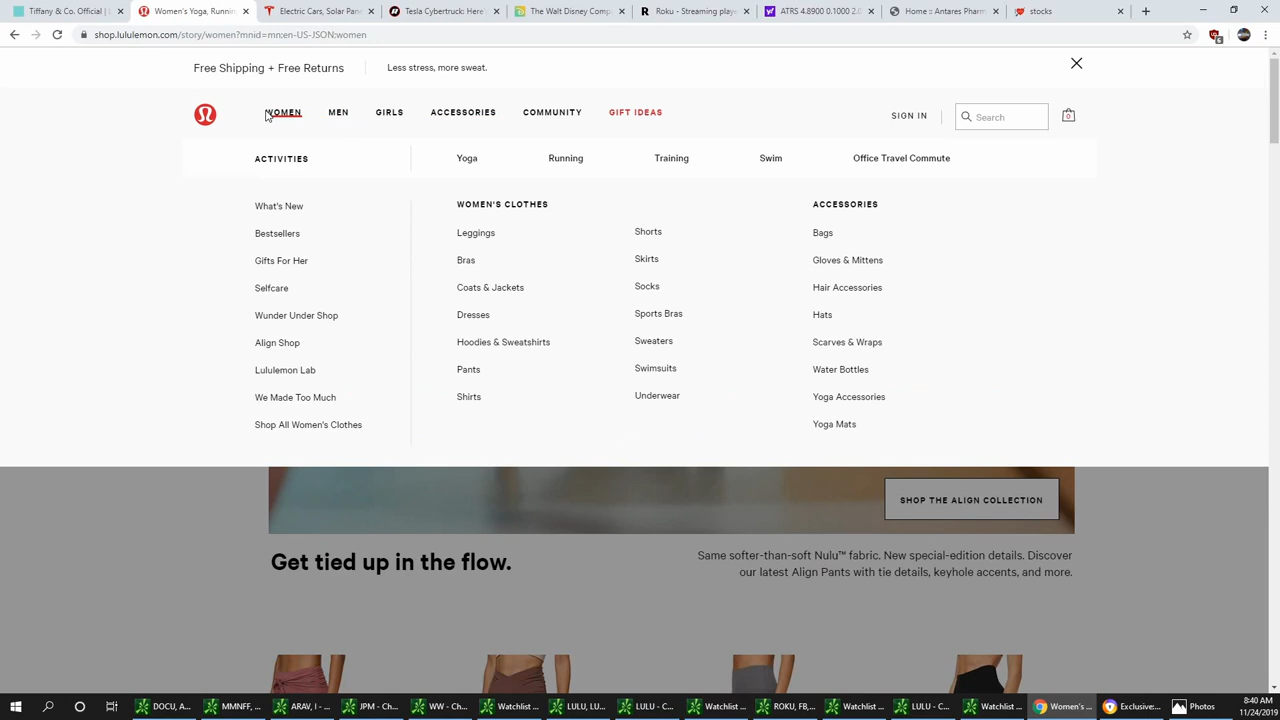 Tiffany & Co. Official | L
Women's Yoga, Running
Electric Cars, Solar Pan
Tesla Cybertruck: Here'
The Walt Disney Comp
Roku - Streaming playe
ATRS 4.8900 0.1000 2.0
Home :: Antares Pharm
stocks
shop.lululemon.com/story/women?mnid=mn;en-US-JSON;women
Free Shipping + Free Returns
Less stress, more sweat.
WOMEN
MEN
GIRLS
ACCESSORIES
COMMUNITY
GIFT IDEAS
SIGN IN
Search
0
ACTIVITIES
Yoga
Running
Training
Swim
Office Travel Commute
What's New
Bestsellers
Gifts For Her
Selfcare
Wunder Under Shop
Align Shop
Lululemon Lab
We Made Too Much
Shop All Women's Clothes
WOMEN'S CLOTHES
Leggings
Bras
Coats & Jackets
Dresses
Hoodies & Sweatshirts
Pants
Shirts
Shorts
Skirts
Socks
Sports Bras
Sweaters
Swimsuits
Underwear
ACCESSORIES
Bags
Gloves & Mittens
Hair Accessories
Hats
Scarves & Wraps
Water Bottles
Yoga Accessories
Yoga Mats
SHOP THE ALIGN COLLECTION
Get tied up in the flow.
Same softer-than-soft Nulu™ fabric. New special-edition details. Discover
our latest Align Pants with tie details, keyhole accents, and more.
DOCU, A...
MMNFF, ...
ARAV, I - ...
JPM - Ch...
WW - Ch...
Watchlist ...
LULU, LU...
LULU - C...
Watchlist ...
ROKU, FB,...
Watchlist ...
LULU - C...
Watchlist ...
Women's ...
Exclusive:...
Photos
8:40 AM
11/24/2019